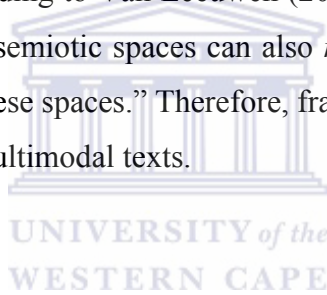 ding to Van Leeuwen (20
semiotic spaces can also
ese spaces.” Therefore, fra
ultimodal texts.
UNIVERSITY of the
WESTERN CAPE